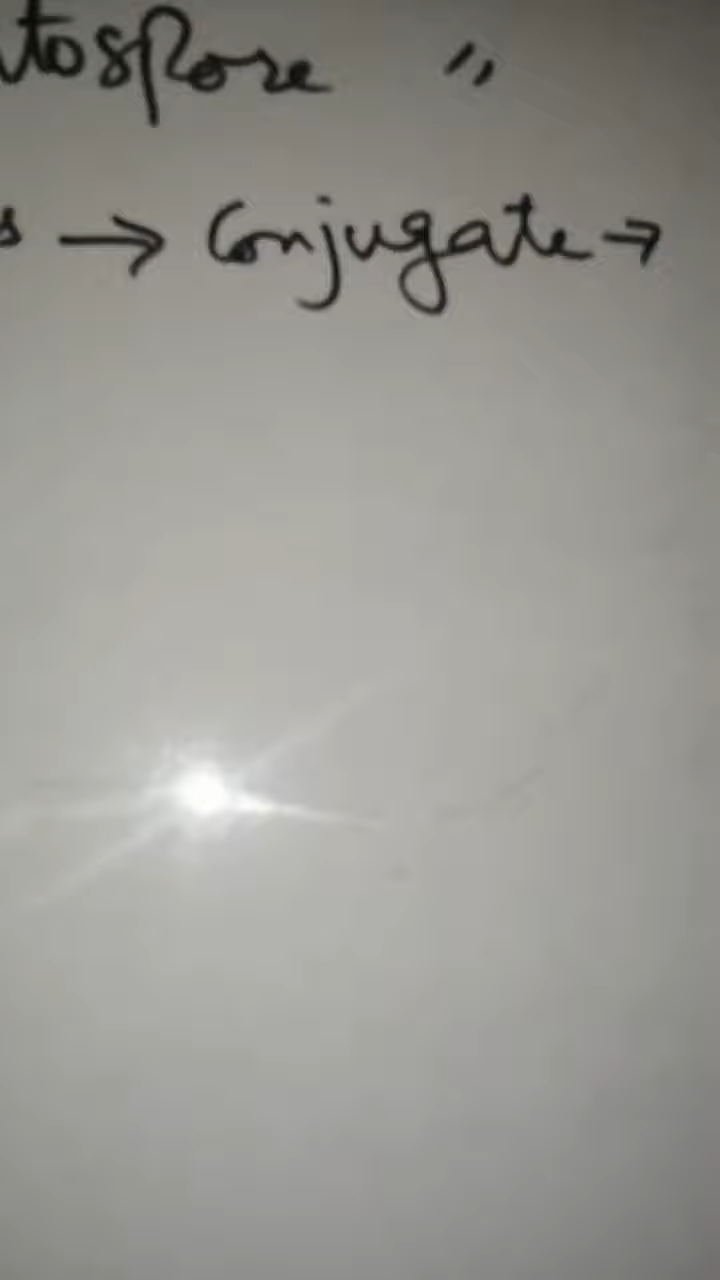 tospore "
s → Conjugate →